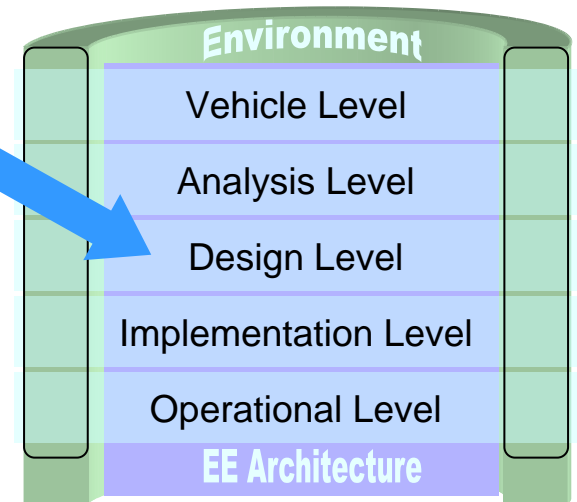 Environment
Vehicle Level
Analysis Level
Design Level
Implementation Level
Operational Level
EE Architecture